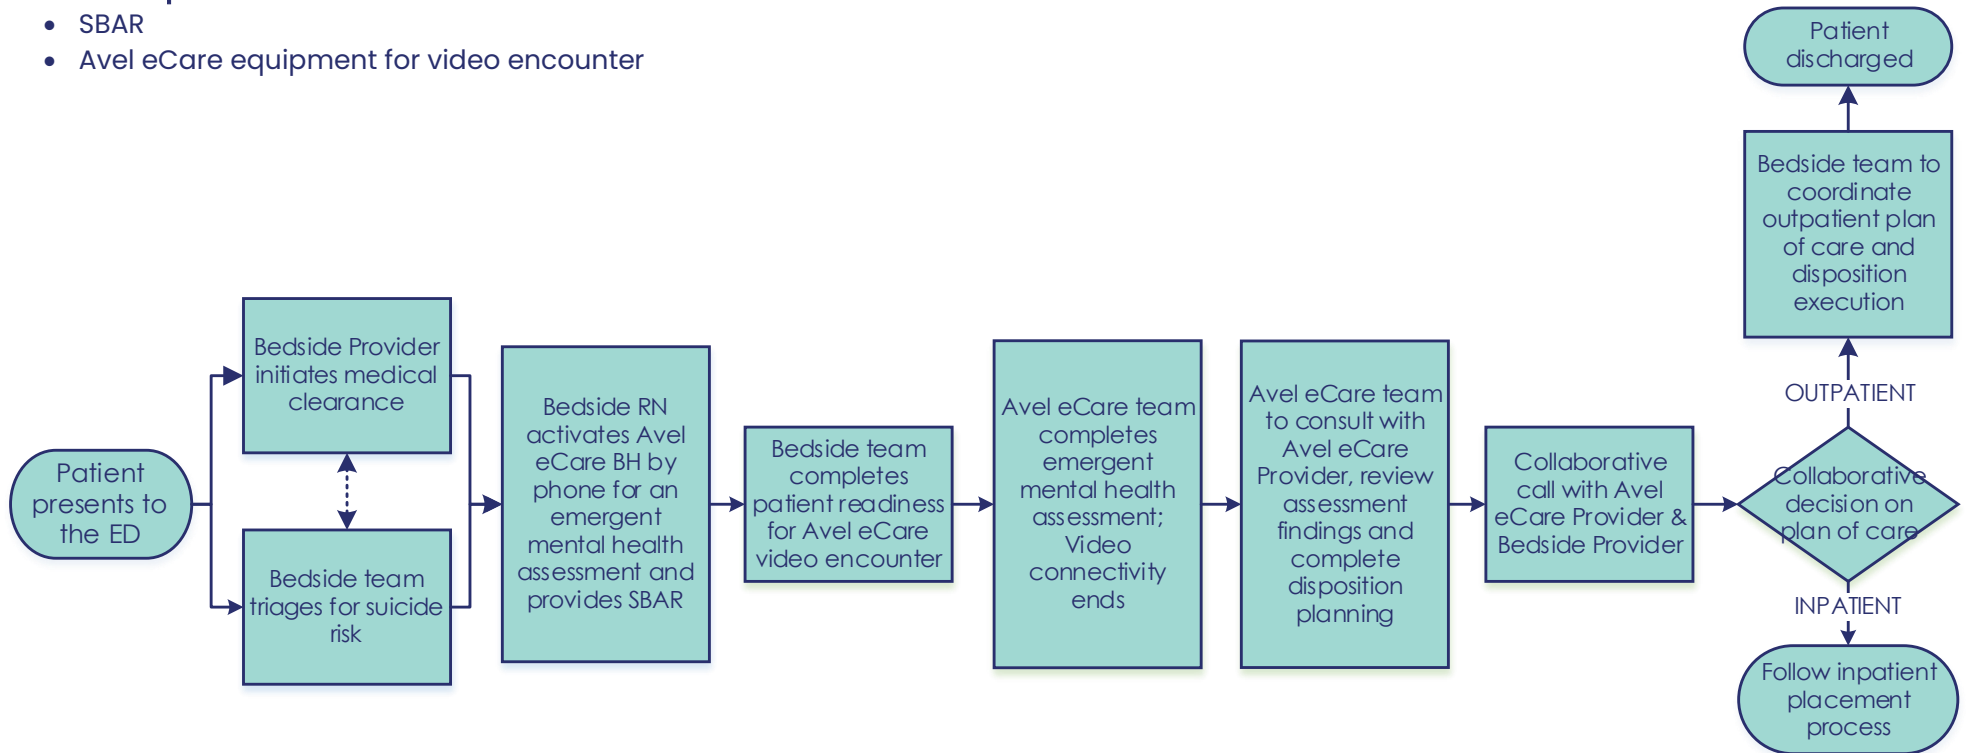 • SBAR
• Avel eCare equipment for video encounter
Patient
presents to
the ED
Bedside Provider
initiates medical
clearance
Bedside team
triages for suicide
risk
Bedside RN
activates Avel
eCare BH by
phone for an
emergent
mental health
assessment and
provides SBAR
Bedside team
completes
patient readiness
for Avel eCare
video encounter
Avel eCare team
completes
emergent
mental health
assessment;
Video
connectivity
ends
Avel eCare team
to consult with
Avel eCare
Provider, review
assessment
findings and
complete
disposition
planning
Collaborative
call with Avel
eCare Provider &
Bedside Provider
Collaborative
decision on
plan of care
OUTPATIENT
Bedside team to
coordinate
outpatient plan
of care and
disposition
execution
Patient
discharged
INPATIENT
Follow inpatient
placement
process